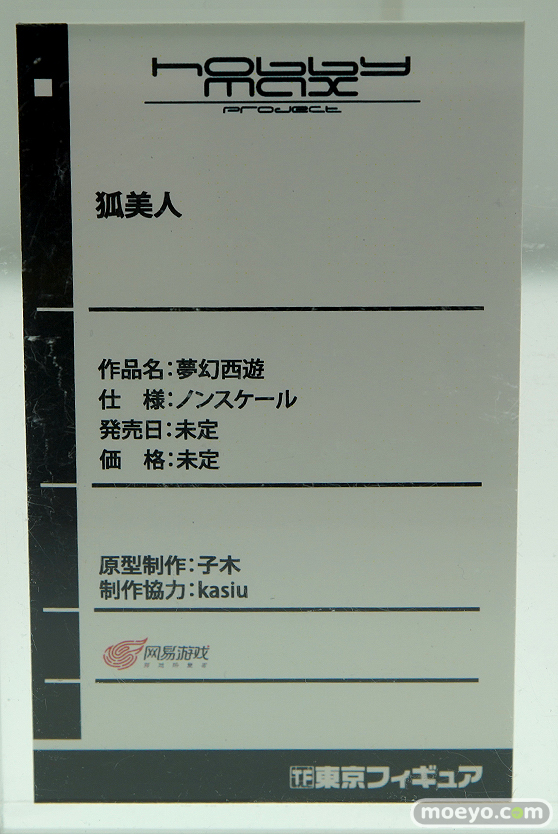 hobby
max
project
狐美人
作品名：夢幻西遊
仕　様：ノンスケール
発売日：未定
価　格：未定
原型制作：子木
制作協力：kasiu
网易游戏
TF 東京フィギュア
moeyo.com